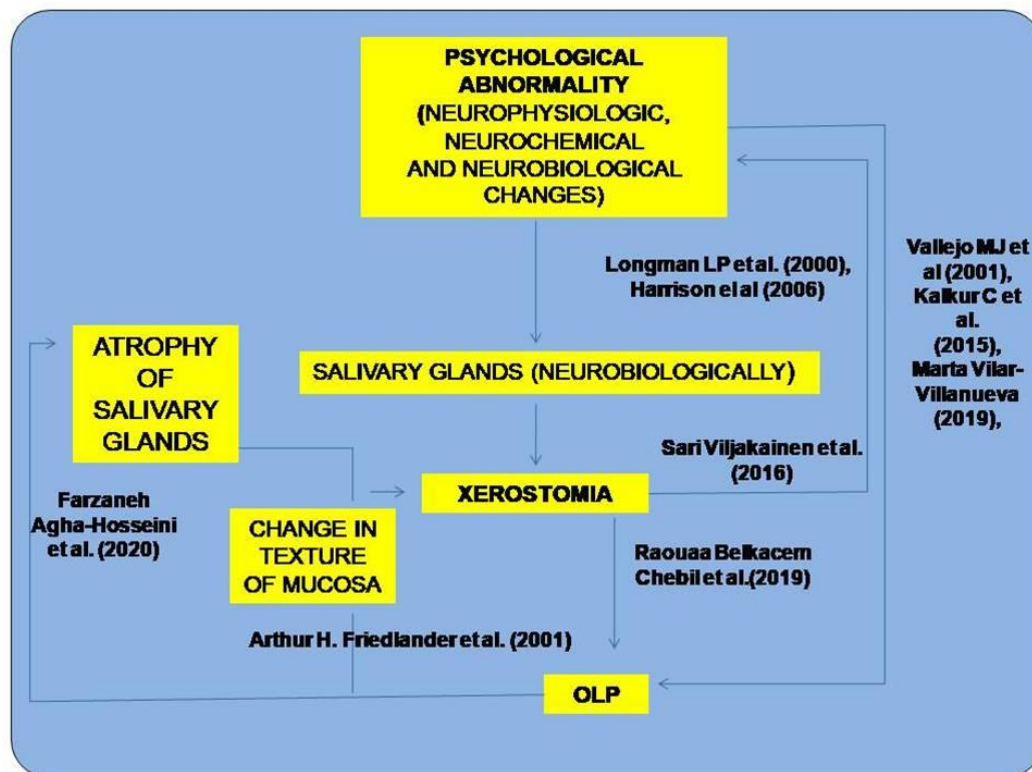 PSYCHOLOGICAL
ABNORMALITY
(NEUROPHYSIOLOGIC,
NEUROCHEMICAL
AND NEUROBIOLOGICAL
CHANGES)
Longman LP et al. (2000),
Harrison el al (2006)
Vallejo MJ et
al (2001),
Kalkur C et
al.
(2015),
Marta Vilar-
Villanueva
(2019),
ATROPHY
OF
SALIVARY
GLANDS
SALIVARY GLANDS (NEUROBIOLOGICALLY)
Sari Viljakainen et al.
(2016)
XEROSTOMIA
Farzaneh
Agha-Hosseini
et al. (2020)
CHANGE IN
TEXTURE
OF MUCOSA
Raouaa Belkacem
Chebil et al.(2019)
Arthur H. Friedlander et al. (2001)
OLP